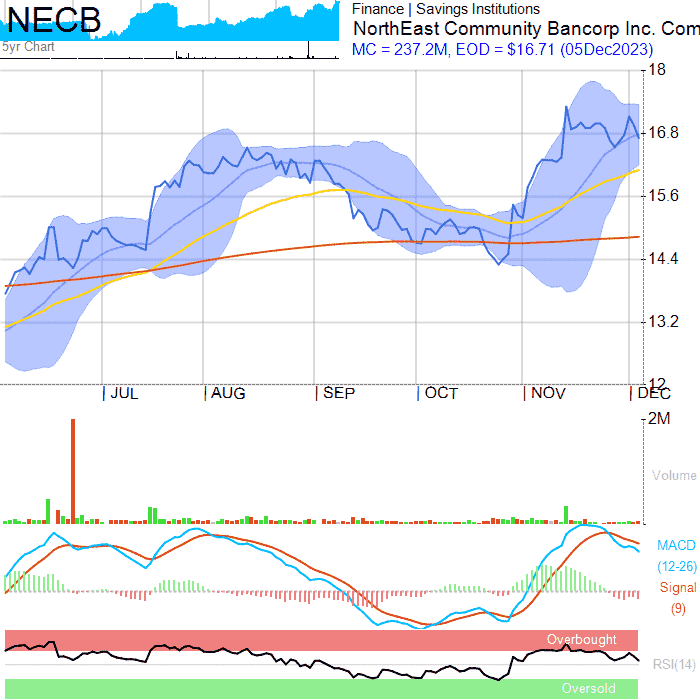 NECB
5yr Chart
Finance | Savings Institutions
NorthEast Community Bancorp Inc. Com
MC = 237.2M, EOD = $16.71 (05Dec2023)
18
16.8
15.6
14.4
13.2
12
JUL AUG SEP OCT NOV DEC
2M
Volume
MACD
(12-26)
Signal
(9)
Overbought
RSI(14)
Oversold